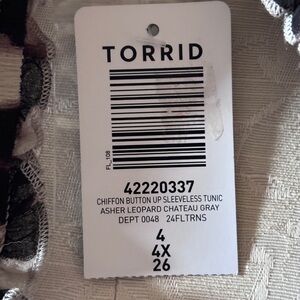 TORRID
FL_108
42220337
CHIFFON BUTTON UP SLEEVELESS TUNIC
ASHER LEOPARD CHATEAU GRAY
DEPT 0048 24FLTRNS
4
4X
26